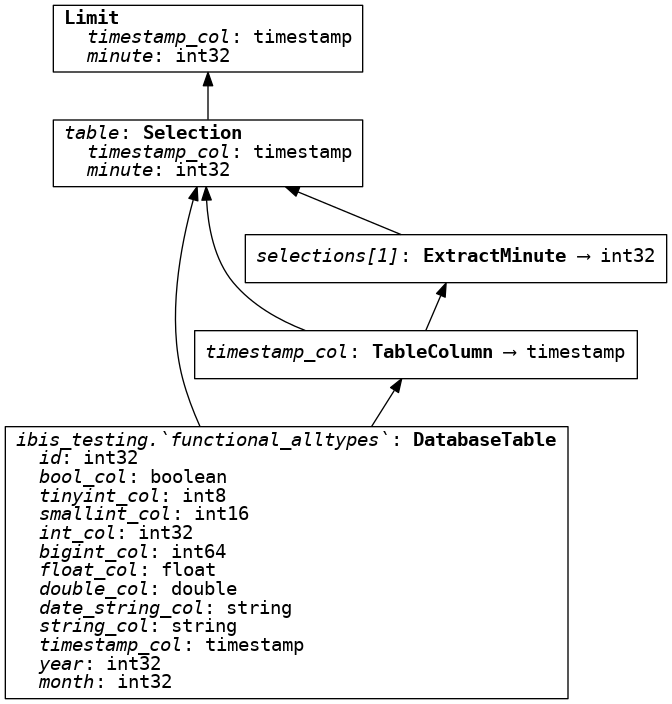 Limit
timestamp_col: timestamp
minute: int32
table: Selection
timestamp_col: timestamp
minute: int32
selections[1]: ExtractMinute → int32
timestamp_col: TableColumn → timestamp
ibis_testing.`functional_alltypes`: DatabaseTable
id: int32
bool_col: boolean
tinyint_col: int8
smallint_col: int16
int_col: int32
bigint_col: int64
float_col: float
double_col: double
date_string_col: string
string_col: string
timestamp_col: timestamp
year: int32
month: int32